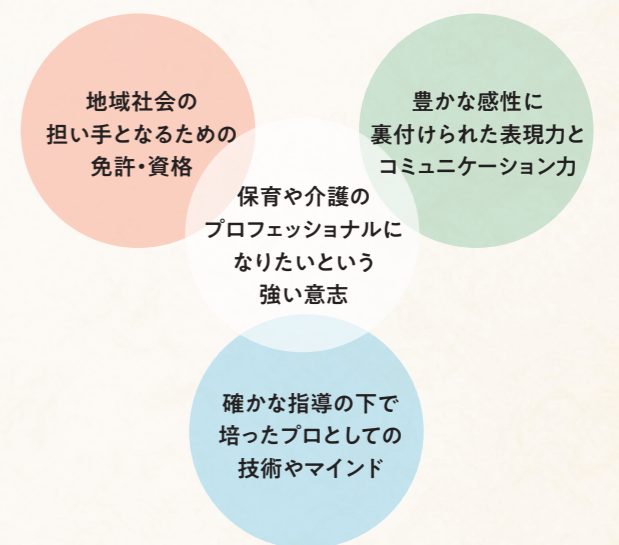 地域社会の
担い手となるための
免許・資格
豊かな感性に
裏付けられた表現力と
コミュニケーション力
保育や介護の
プロフェッショナルに
なりたいという
強い意志
確かな指導の下で
培ったプロとしての
技術やマインド